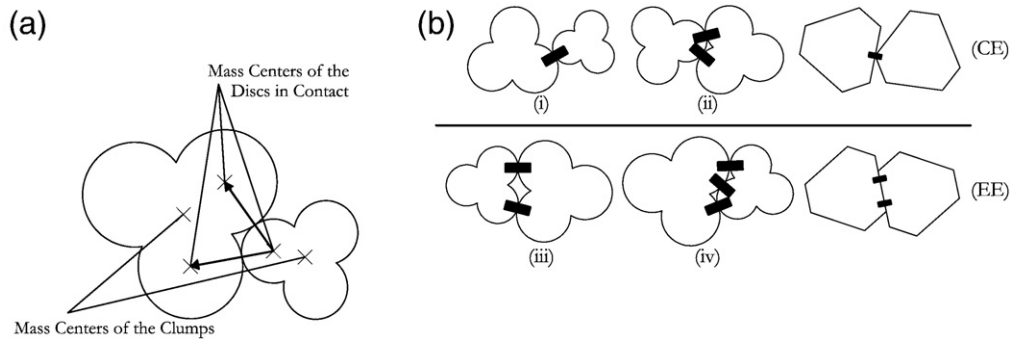 (a)
Mass Centers of the
Discs in Contact
Mass Centers of the Clumps
(b)
(i)
(ii)
(CE)
(iii)
(iv)
(EE)